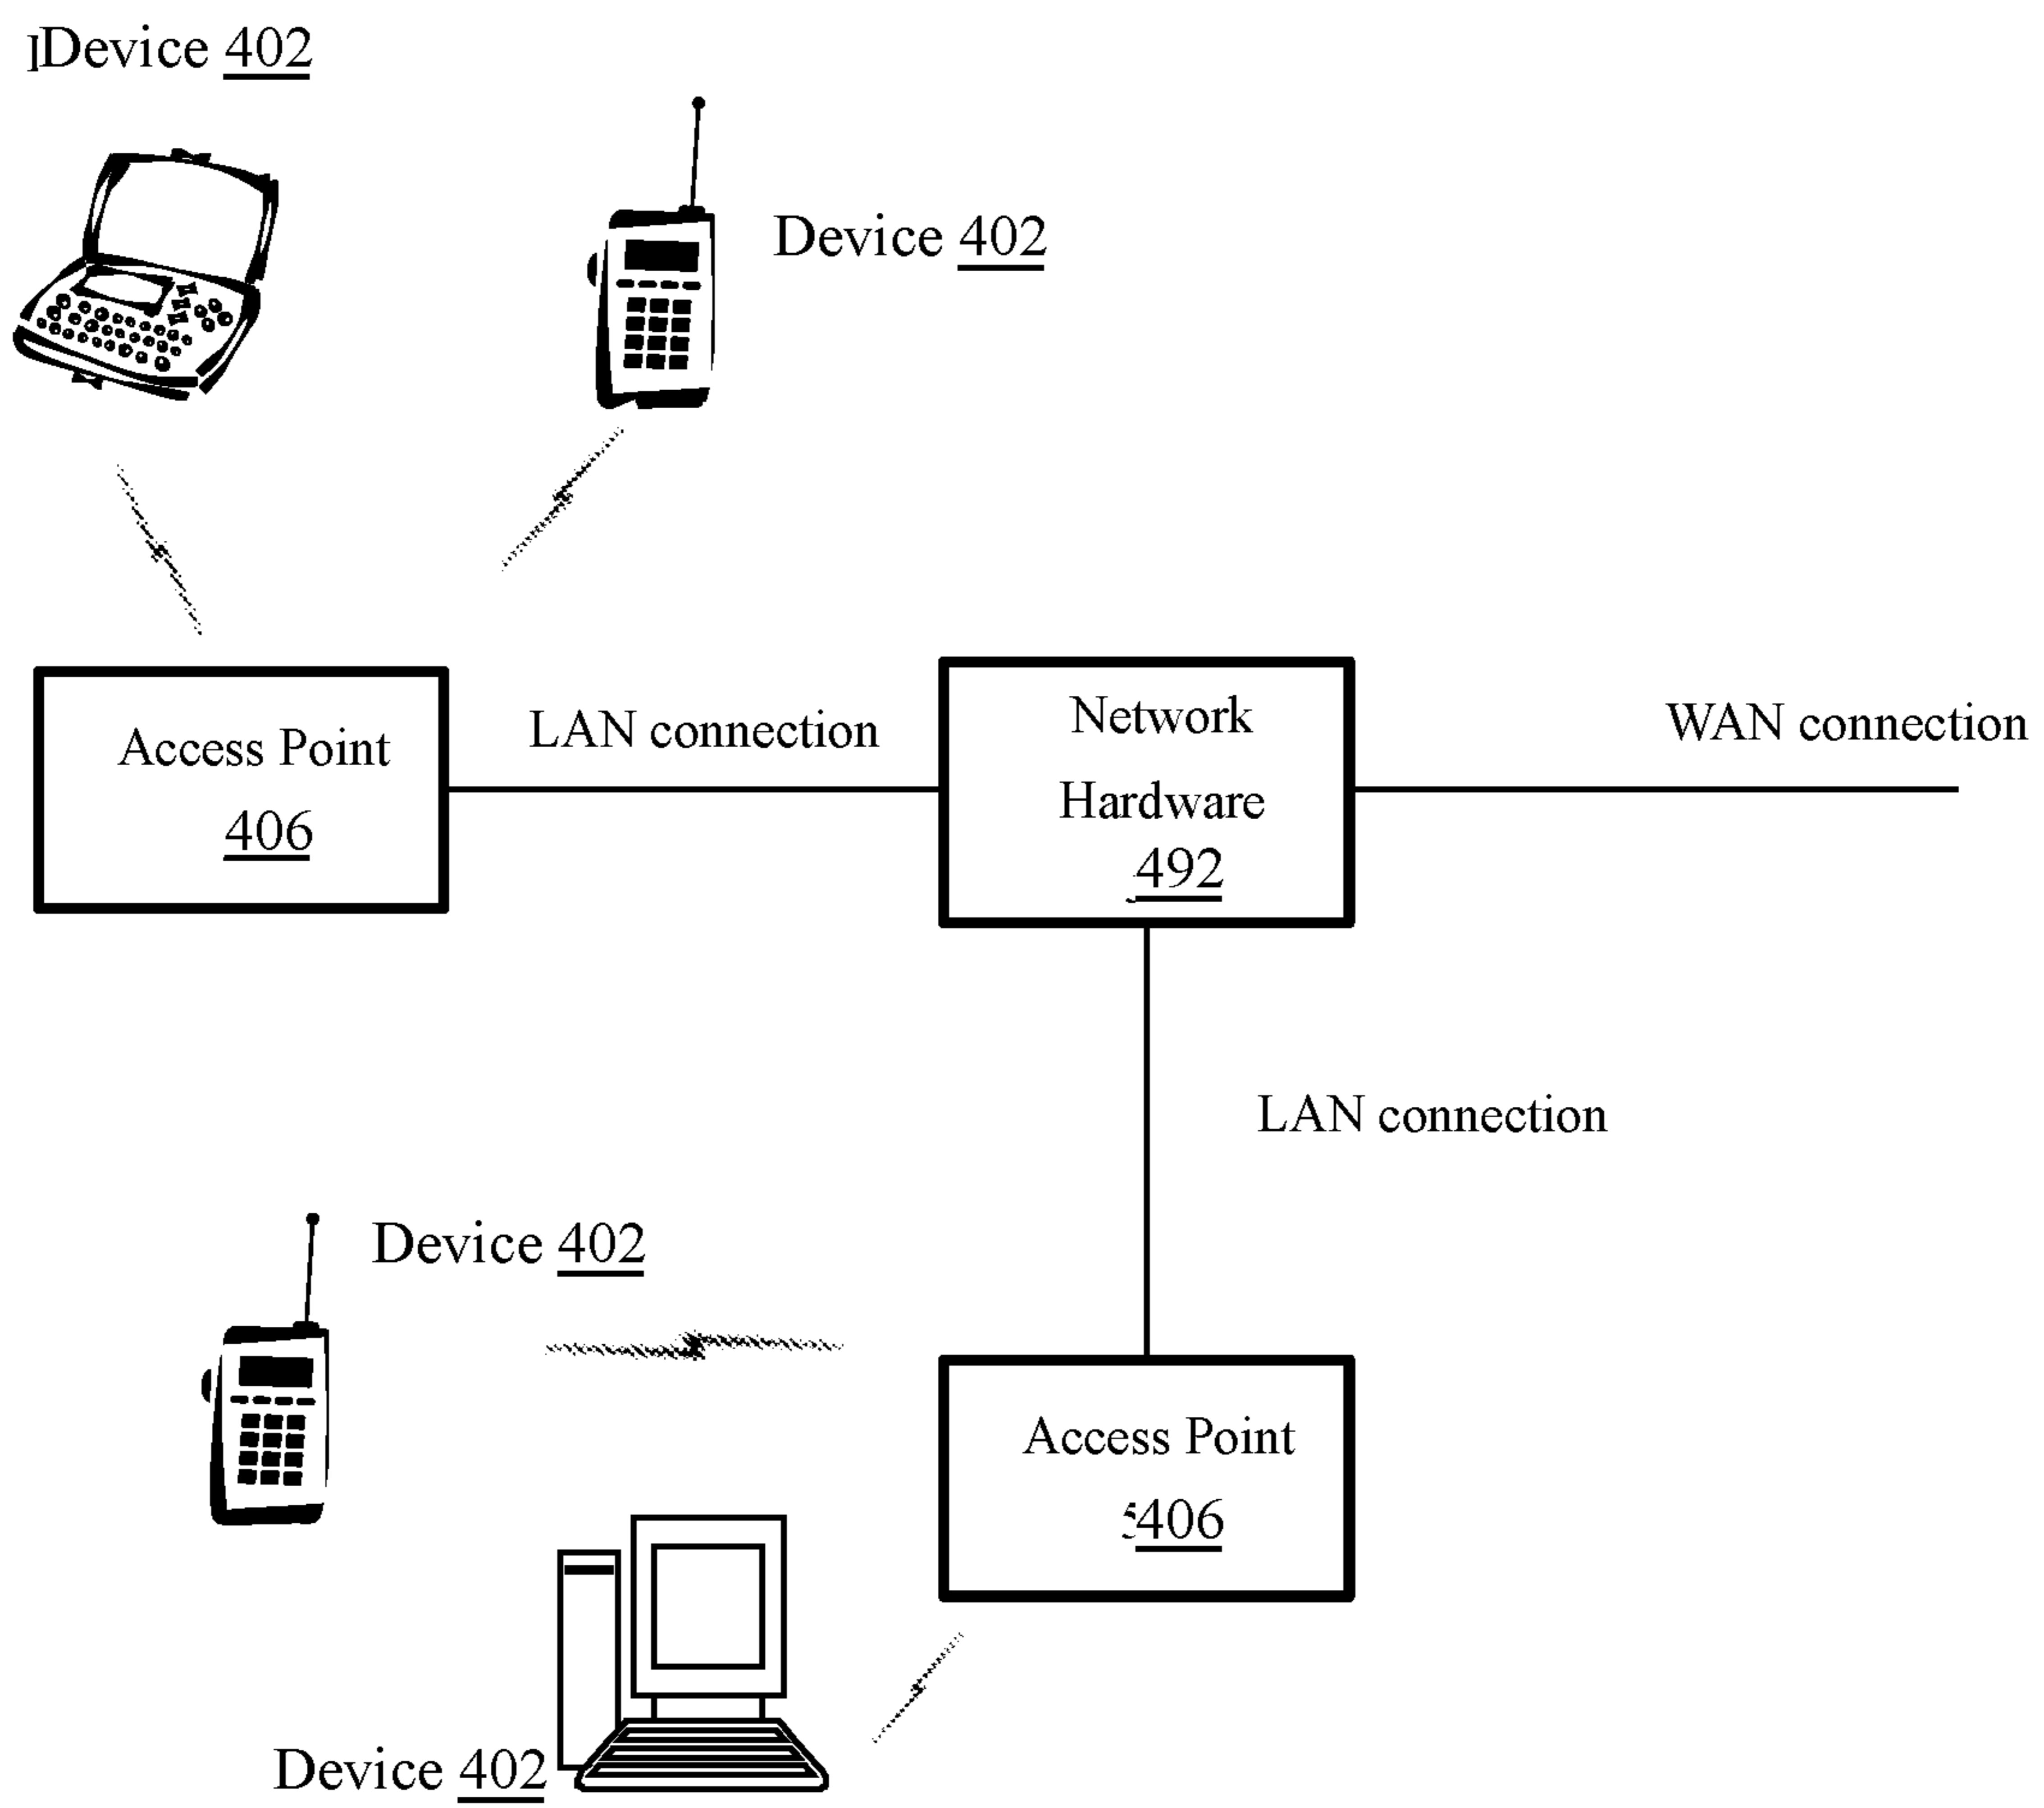 Device 402
Device 402
Access Point
406
LAN connection
Network
Hardware
492
WAN connection
LAN connection
Device 402
Access Point
406
Device 402